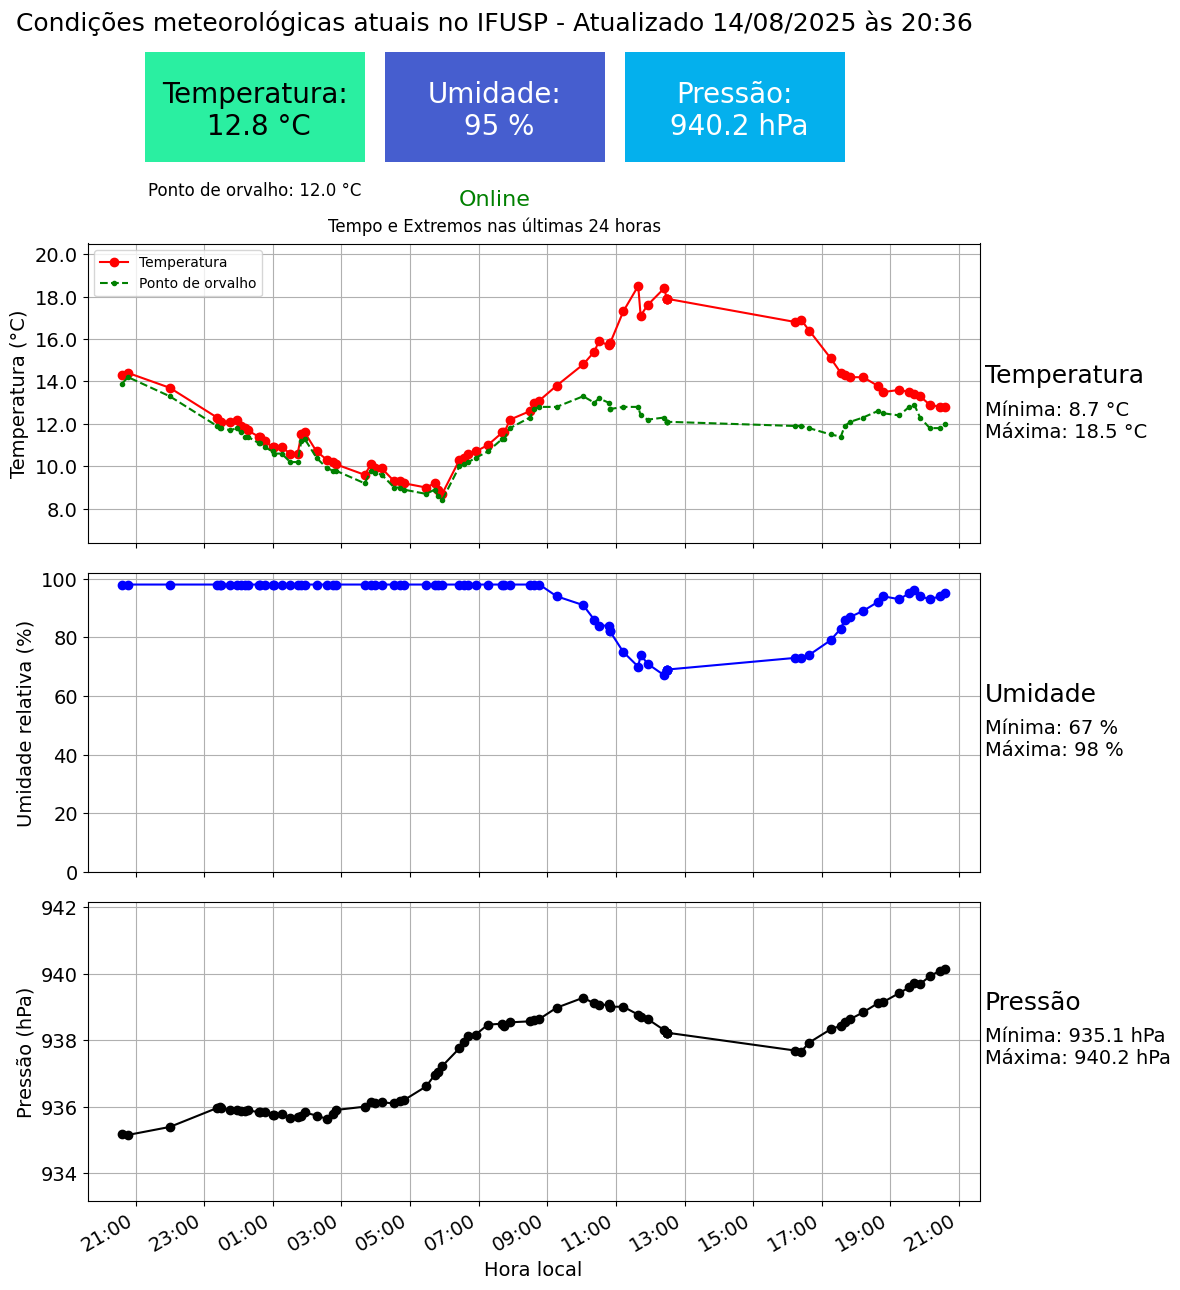 Condições meteorológicas atuais no IFUSP - Atualizado 14/08/2025 às 20:36
Temperatura:
12.8 °C
Umidade:
95 %
Pressão:
940.2 hPa
Ponto de orvalho: 12.0 °C
Online
Tempo e Extremos nas últimas 24 horas
Temperatura
Ponto de orvalho
Temperatura (°C)
20.0
18.0
16.0
14.0
12.0
10.0
8.0
Temperatura
Mínima: 8.7 °C
Máxima: 18.5 °C
Umidade relativa (%)
100
80
60
40
20
0
Umidade
Mínima: 67 %
Máxima: 98 %
Pressão (hPa)
942
940
938
936
934
Pressão
Mínima: 935.1 hPa
Máxima: 940.2 hPa
21:00
23:00
01:00
03:00
05:00
07:00
09:00
11:00
13:00
15:00
17:00
19:00
21:00
Hora local